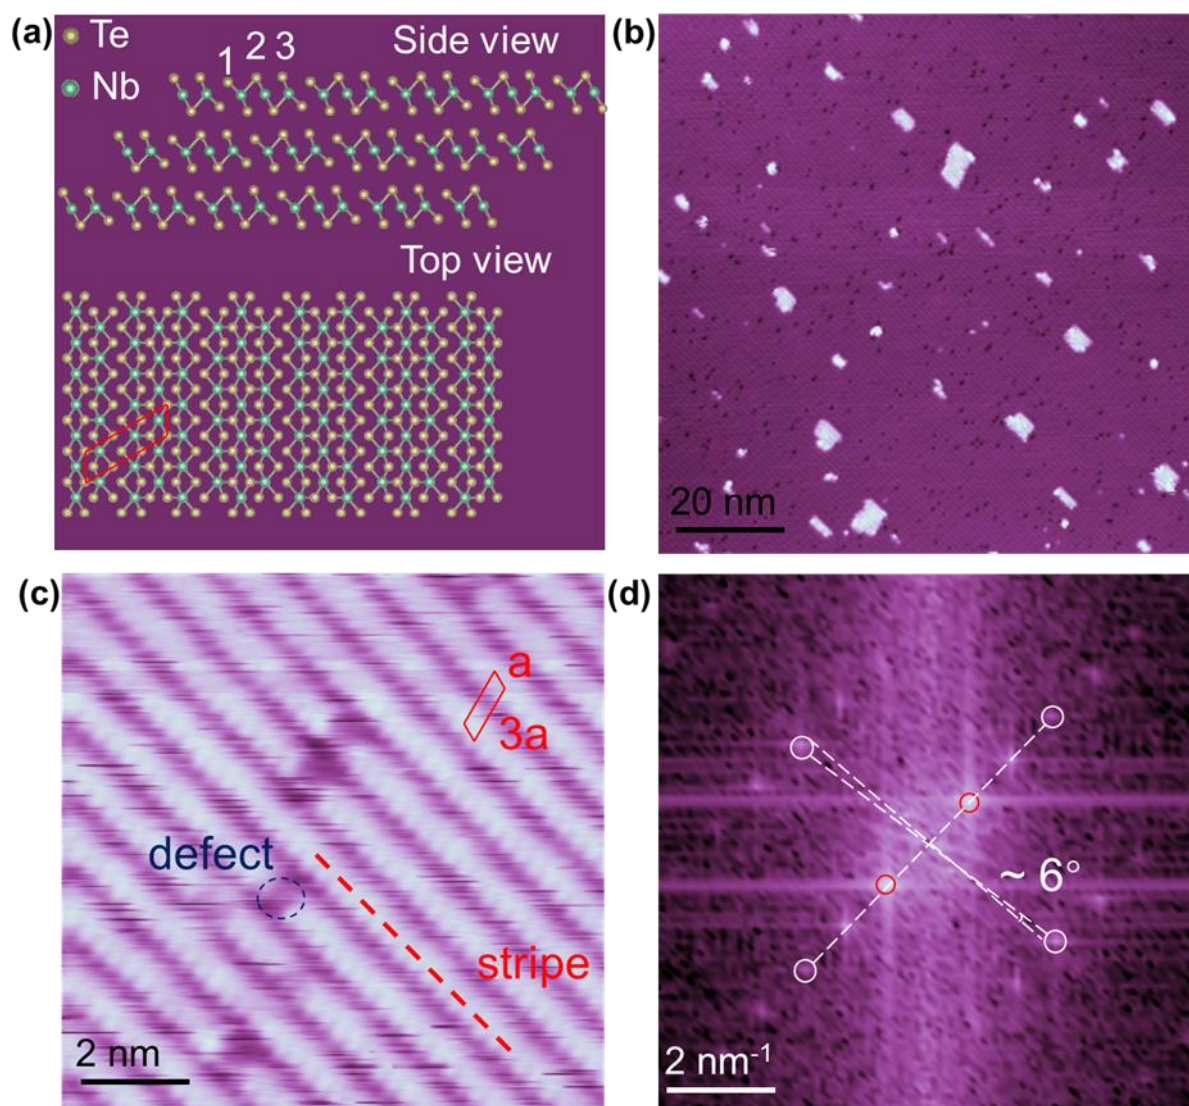 (a)
Te
Nb
1 2 3
Side view
Top view
(b)
20 nm
(c)
a
3a
defect
stripe
2 nm
(d)
~ 6°
2 nm⁻¹